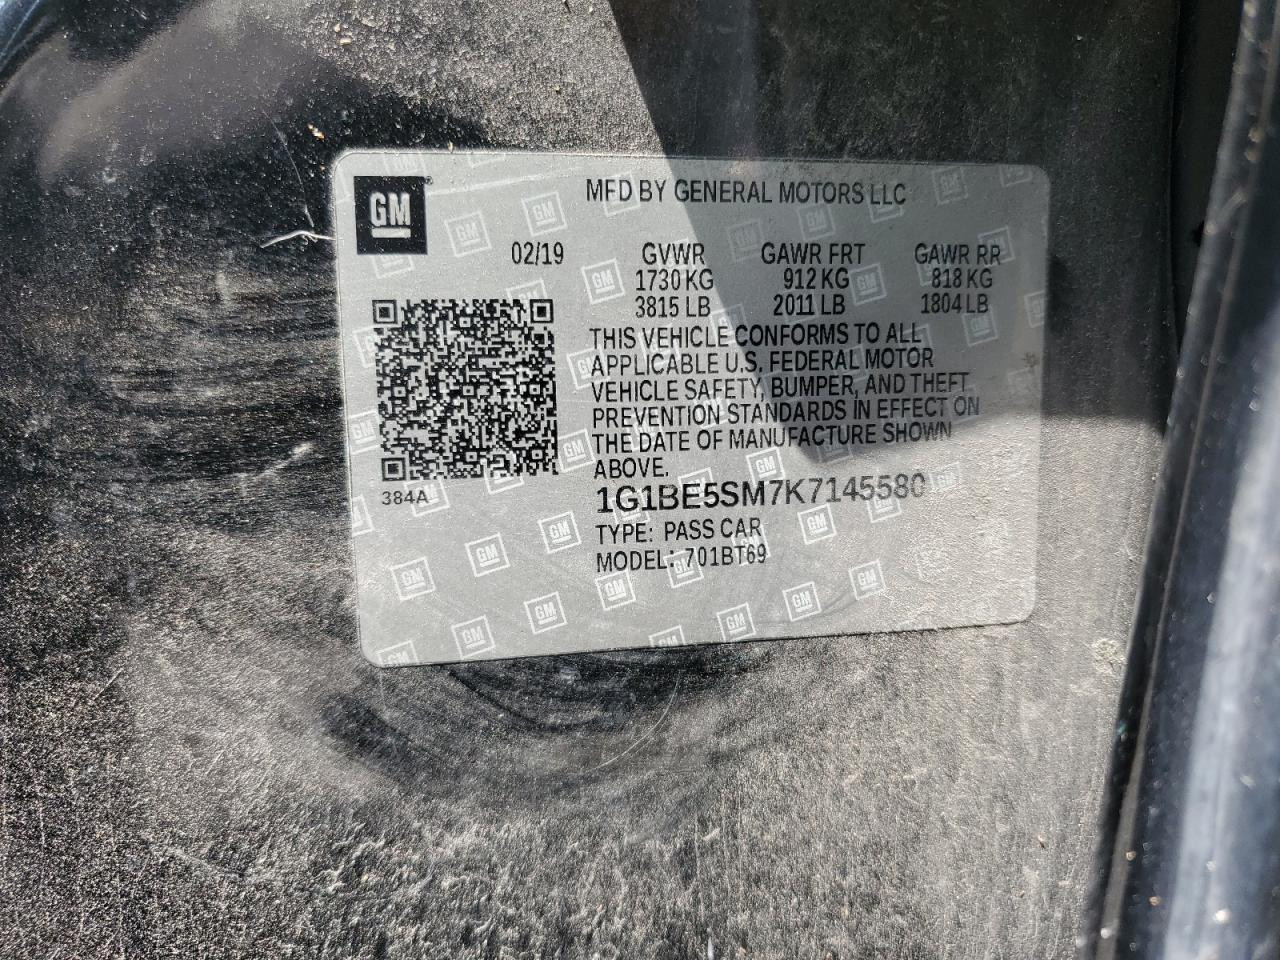 GM
MFD BY GENERAL MOTORS LLC
02/19 GVWR GAWR FRT GAWR RR
1730 KG 912 KG 818 KG
3815 LB 2011 LB 1804 LB
THIS VEHICLE CONFORMS TO ALL
APPLICABLE U.S. FEDERAL MOTOR
VEHICLE SAFETY, BUMPER, AND THEFT
PREVENTION STANDARDS IN EFFECT ON
THE DATE OF MANUFACTURE SHOWN
ABOVE.
384A
1G1BE5SM7K7145580
TYPE: PASS CAR
MODEL: 701BT69